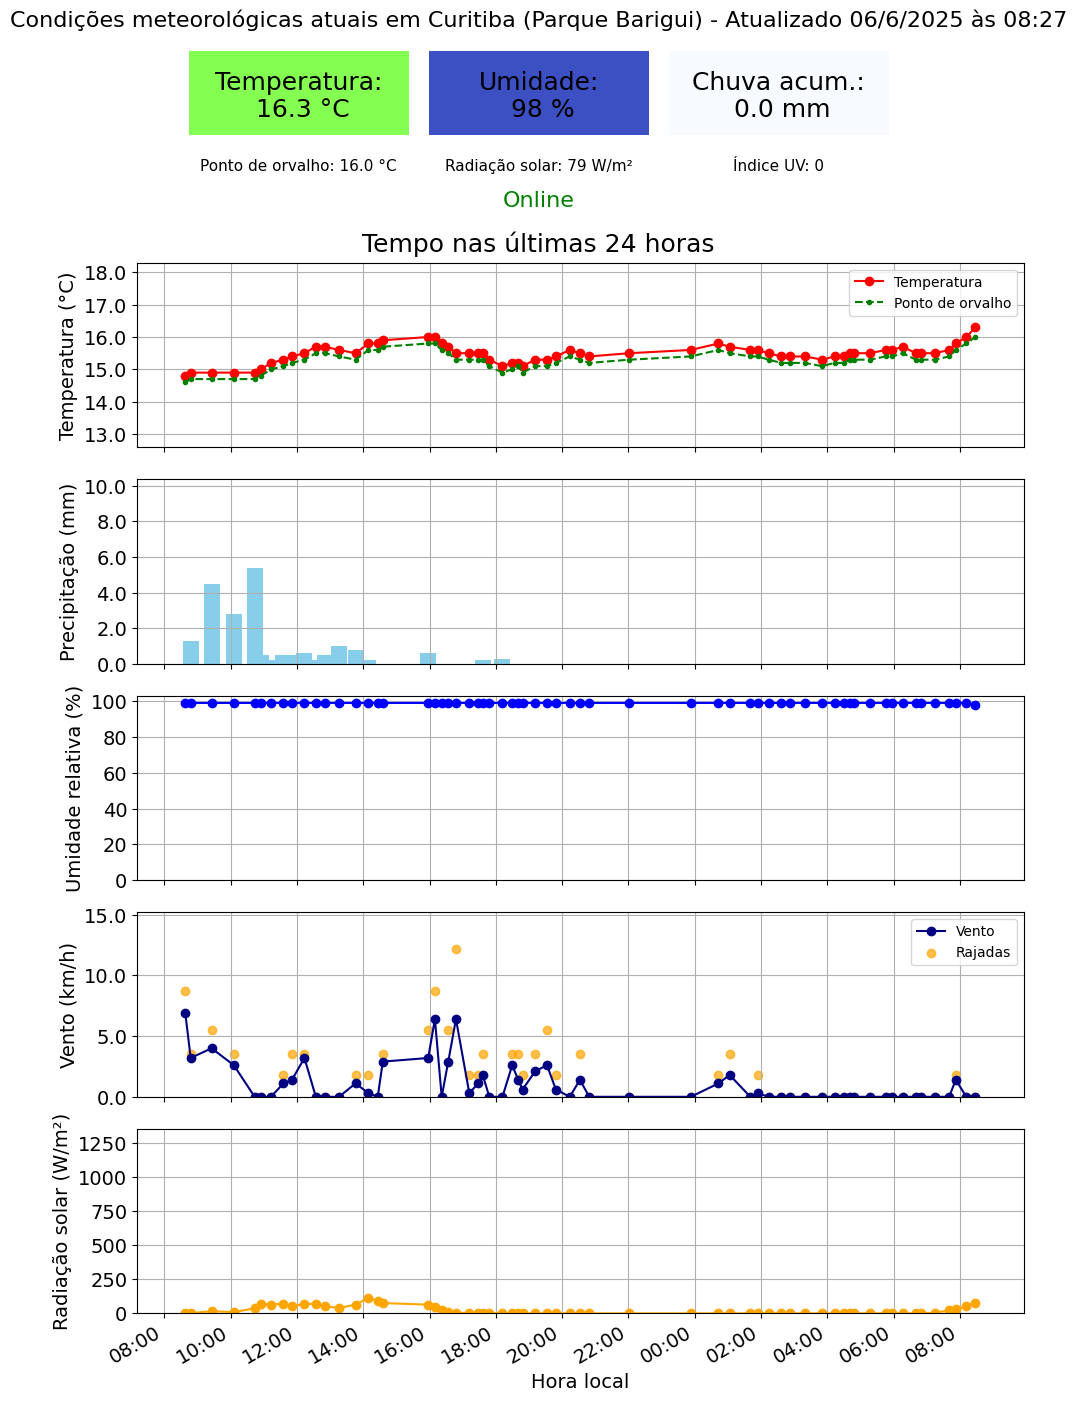 Condições meteorológicas atuais em Curitiba (Parque Barigui) - Atualizado 06/6/2025 às 08:27
Temperatura:
16.3 °C
Umidade:
98 %
Chuva acum.:
0.0 mm
Ponto de orvalho: 16.0 °C
Radiação solar: 79 W/m²
Índice UV: 0
Online
Tempo nas últimas 24 horas
Temperatura (°C)
18.0
17.0
16.0
15.0
14.0
13.0
Temperatura
Ponto de orvalho
Precipitação (mm)
10.0
8.0
6.0
4.0
2.0
0.0
Umidade relativa (%)
100
80
60
40
20
0
Vento (km/h)
15.0
10.0
5.0
0.0
Vento
Rajadas
Radiação solar (W/m²)
1250
1000
750
500
250
0
08:00
10:00
12:00
14:00
16:00
18:00
20:00
22:00
00:00
02:00
04:00
06:00
08:00
Hora local